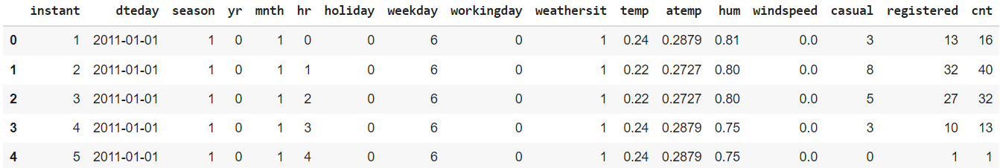 instant dteday season yr mnth hr holiday weekday workingday weathersit temp atemp hum windspeed casual registered cnt
0 1 2011-01-01 1 0 1 0 0 6 0 1 0.24 0.2879 0.81 0.0 3 13 16
1 2 2011-01-01 1 0 1 1 0 6 0 1 0.22 0.2727 0.80 0.0 8 32 40
2 3 2011-01-01 1 0 1 2 0 6 0 1 0.22 0.2727 0.80 0.0 5 27 32
3 4 2011-01-01 1 0 1 3 0 6 0 1 0.24 0.2879 0.75 0.0 3 10 13
4 5 2011-01-01 1 0 1 4 0 6 0 1 0.24 0.2879 0.75 0.0 0 1 1